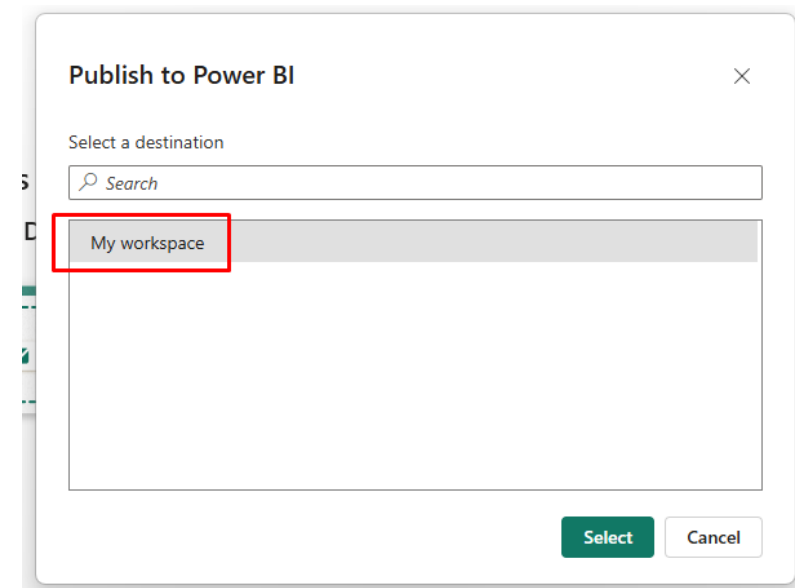 Publish to Power BI
Select a destination
Search
My workspace
Select
Cancel